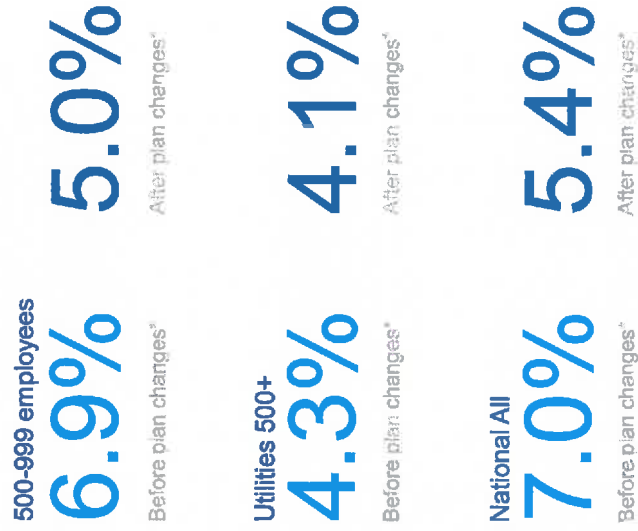 500-999 employees
6.9% 5.0%
Before plan changes* After plan changes*
Utilities 500+
4.3% 4.1%
Before plan changes* After plan changes*
National All
7.0% 5.4%
Before plan changes* After plan changes*